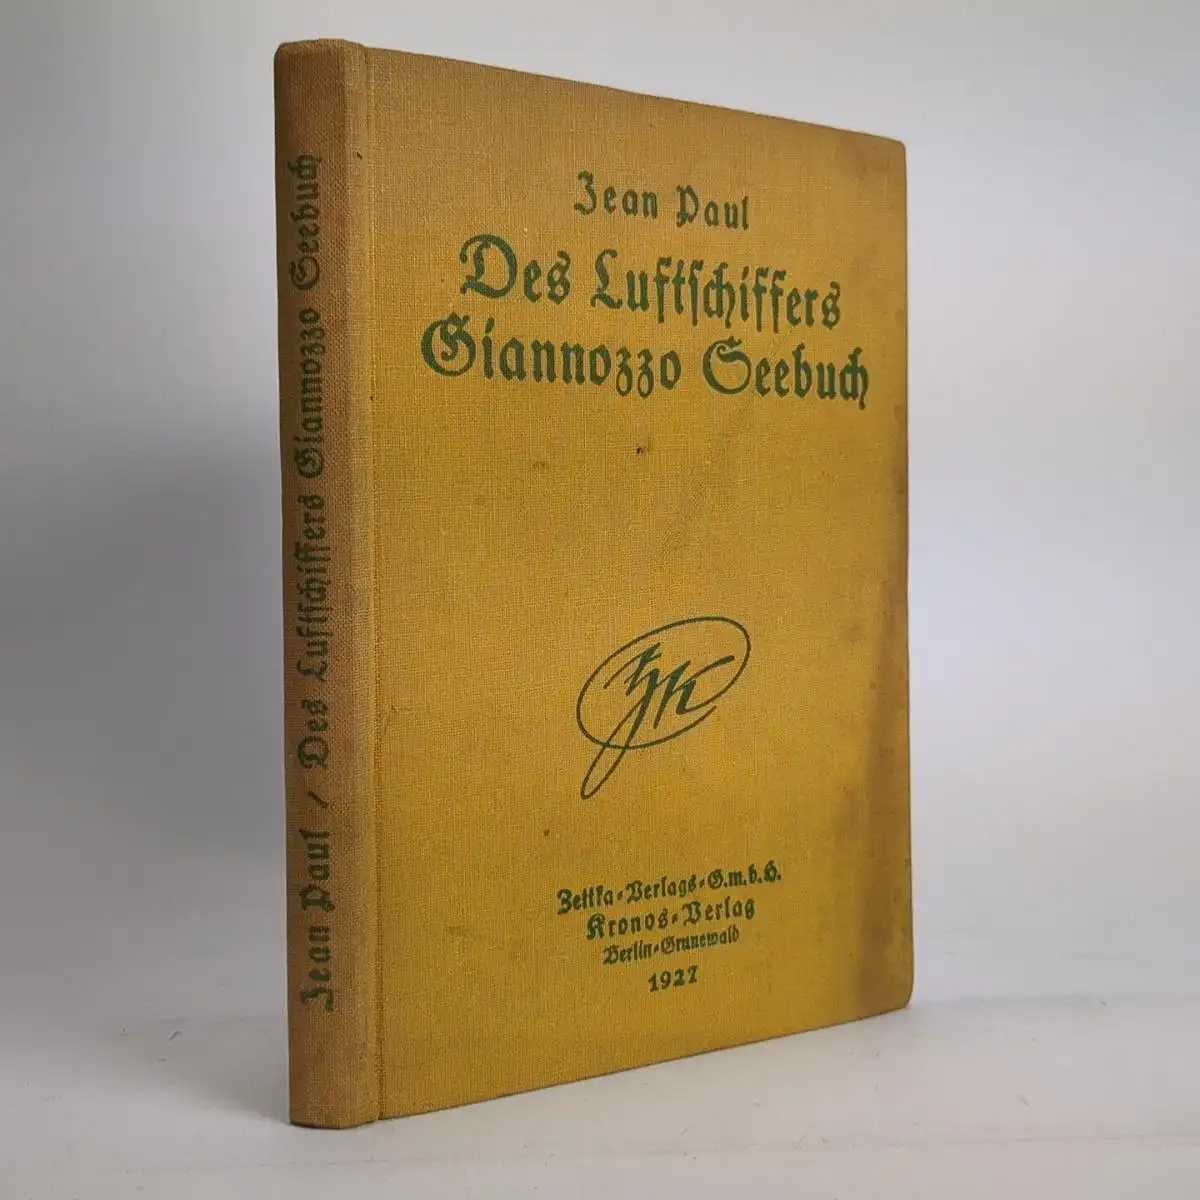 Jean Paul / Des Luftschiffers Giannozzo Seebuch
Jean Paul
Des Luftschiffers
Giannozzo Seebuch
ZK
Zettka-Verlags-G.m.b.H.
Kronos-Verlag
Berlin-Grunewald
1927